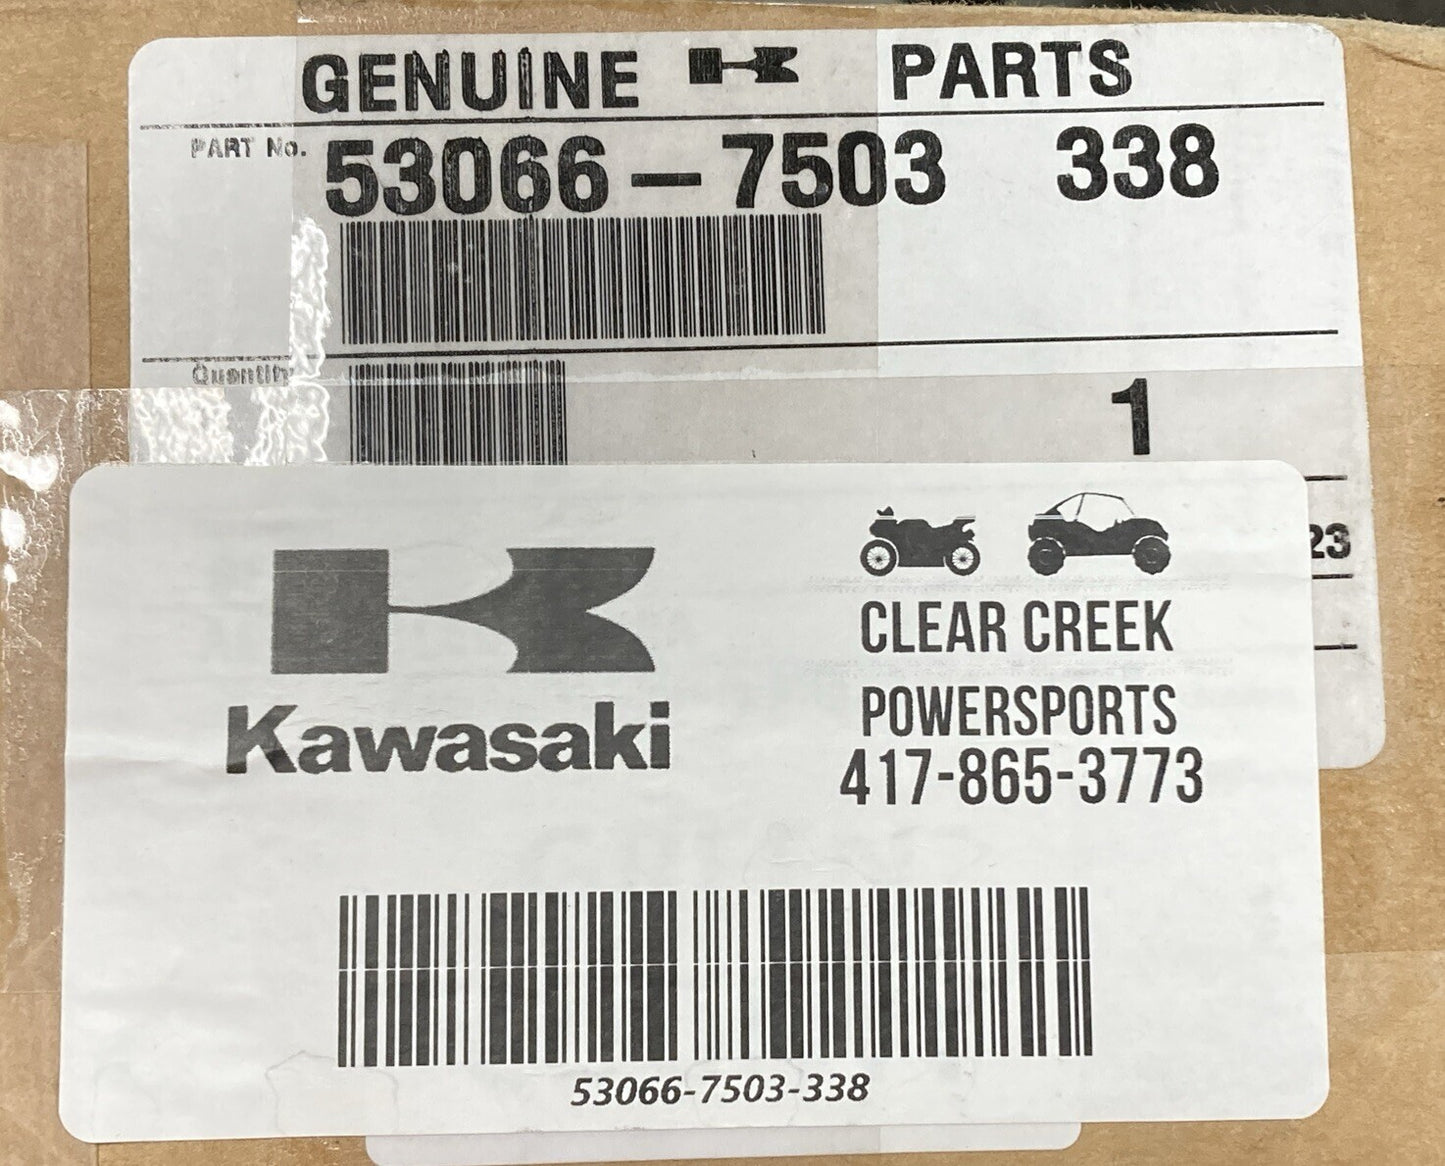 GENUINE PARTS
PART No. 53066-7503 338
Quantity 1
23
Kawasaki
CLEAR CREEK
POWERSPORTS
417-865-3773
53066-7503-338